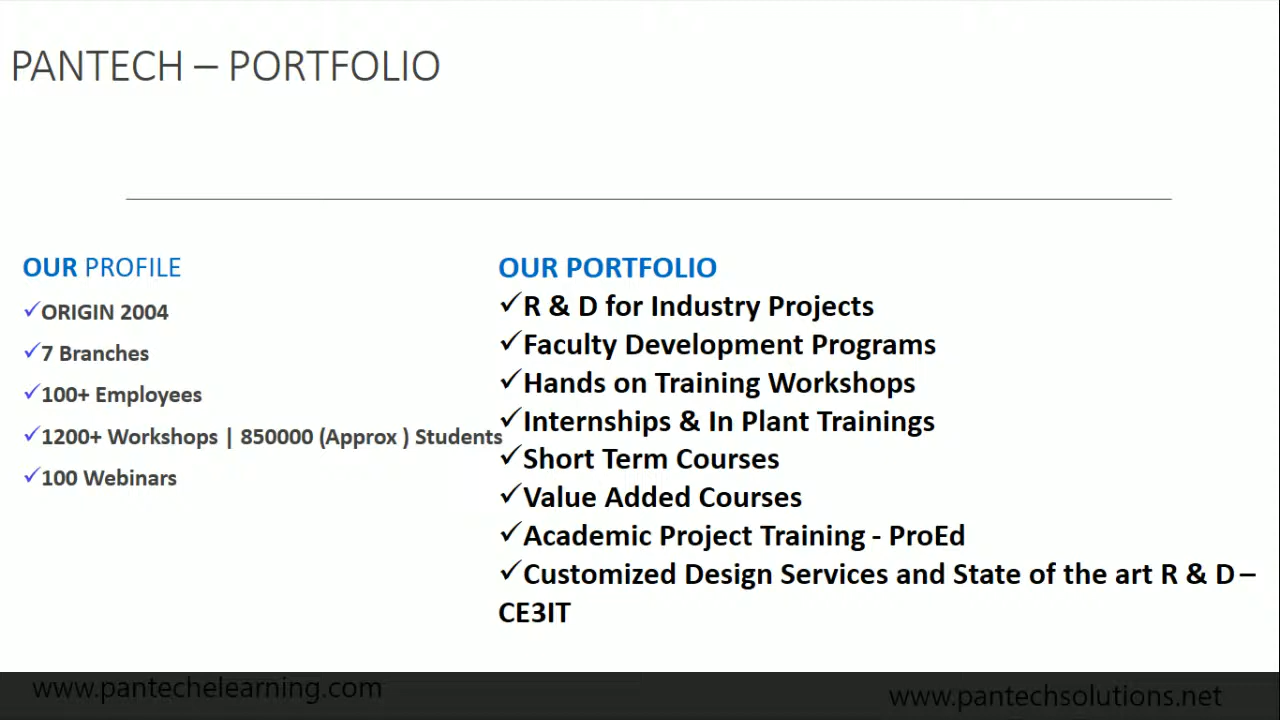 PANTECH – PORTFOLIO
OUR PROFILE
✓ORIGIN 2004
✓7 Branches
✓100+ Employees
✓1200+ Workshops | 850000 (Approx ) Students
✓100 Webinars
OUR PORTFOLIO
✓R & D for Industry Projects
✓Faculty Development Programs
✓Hands on Training Workshops
✓Internships & In Plant Trainings
✓Short Term Courses
✓Value Added Courses
✓Academic Project Training - ProEd
✓Customized Design Services and State of the art R & D –
CE3IT
www.pantechelearning.com
www.pantechsolutions.net